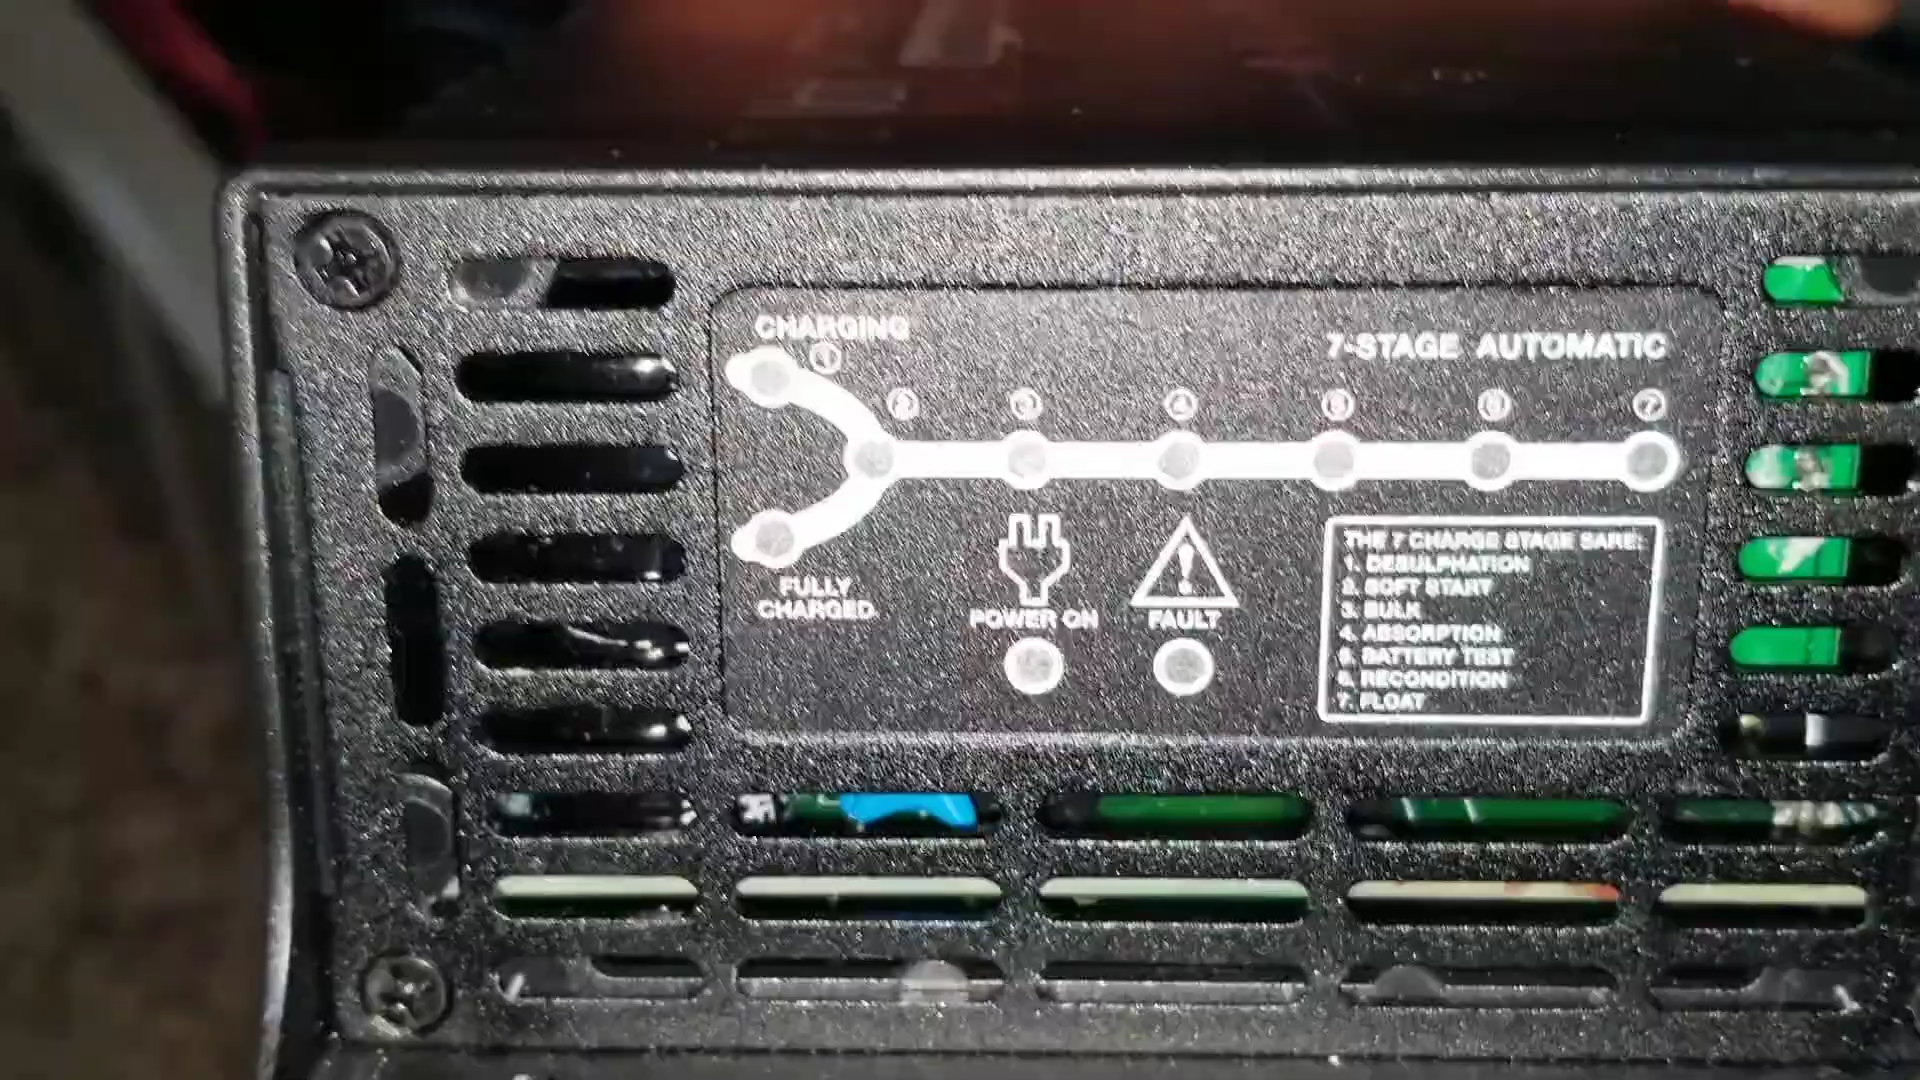 CHARGING
7-STAGE AUTOMATIC
1
2
3
4
5
6
7
FULLY
CHARGED
POWER ON
FAULT
THE 7 CHARGE STAGE SARE:
1. DESULPHATION
2. SOFT START
3. BULK
4. ABSORPTION
5. BATTERY TEST
6. RECONDITION
7. FLOAT